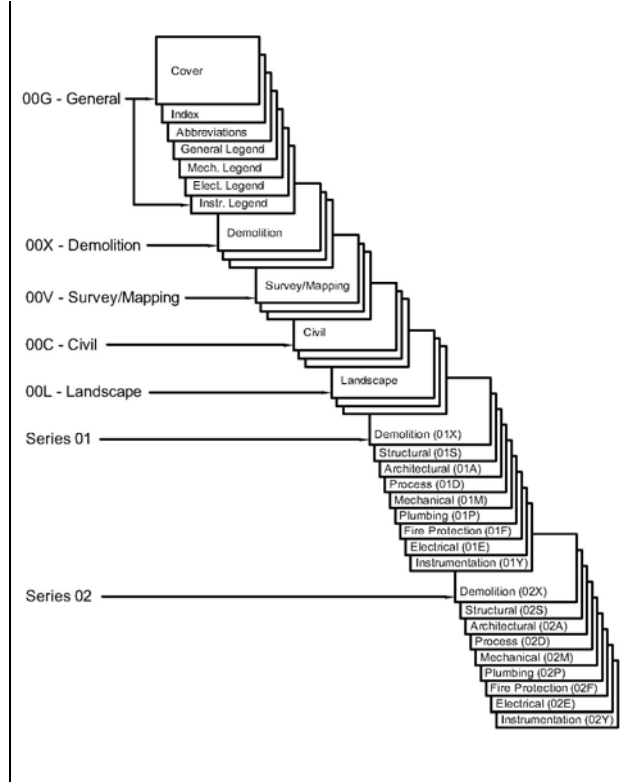 Cover
00G - General
Index
Abbreviations
General Legend
Mech. Legend
Elect. Legend
Instr. Legend
Demolition
00X - Demolition
Survey/Mapping
00V - Survey/Mapping
Civil
00C - Civil
Landscape
00L - Landscape
Series 01
Demolition (01X)
Structural (01S)
Architectural (01A)
Process (01D)
Mechanical (01M)
Plumbing (01P)
Fire Protection (01F)
Electrical (01E)
Instrumentation (01Y)
Series 02
Demolition (02X)
Structural (02S)
Architectural (02A)
Process (02D)
Mechanical (02M)
Plumbing (02P)
Fire Protection (02F)
Electrical (02E)
Instrumentation (02Y)